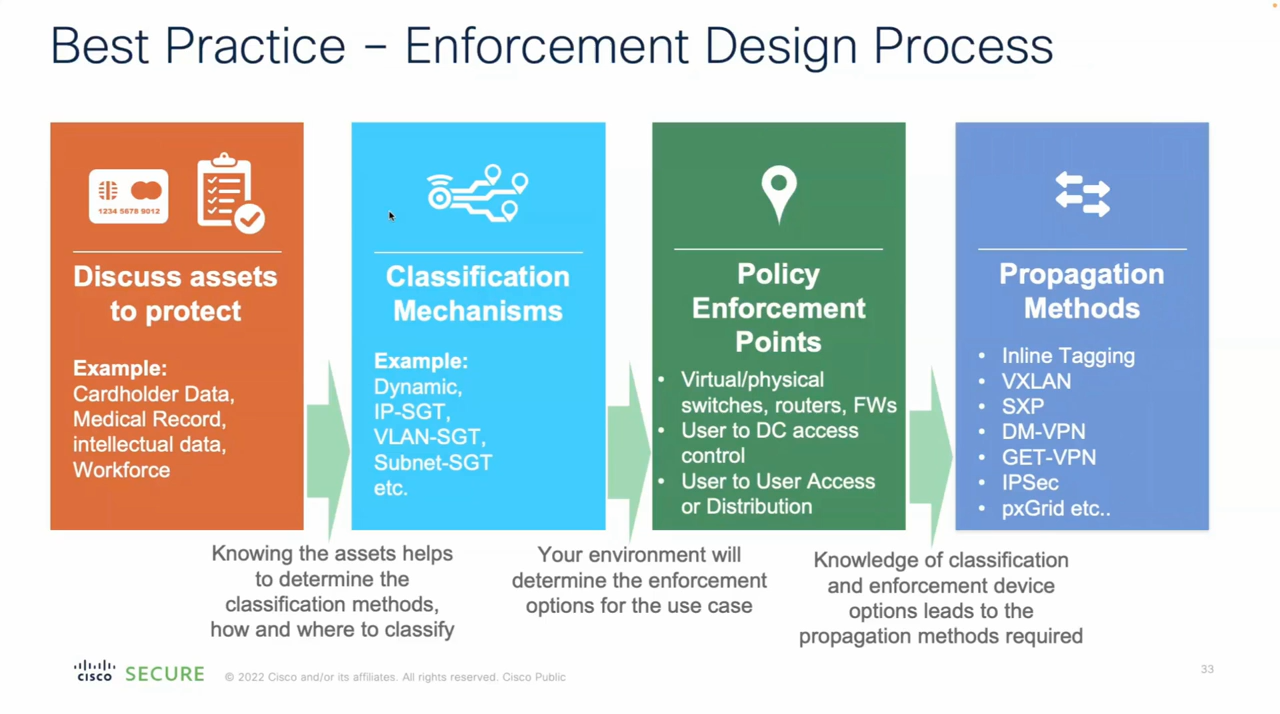 Best Practice – Enforcement Design Process
1234 5678 9012
Discuss assets
to protect
Example:
Cardholder Data,
Medical Record,
intellectual data,
Workforce
Classification
Mechanisms
Example:
Dynamic,
IP-SGT,
VLAN-SGT,
Subnet-SGT
etc.
Policy
Enforcement
Points
• Virtual/physical
switches, routers, FWs
• User to DC access
control
• User to User Access
or Distribution
Propagation
Methods
• Inline Tagging
• VXLAN
• SXP
• DM-VPN
• GET-VPN
• IPSec
• pxGrid etc..
Knowing the assets helps
to determine the
classification methods,
how and where to classify
Your environment will
determine the enforcement
options for the use case
Knowledge of classification
and enforcement device
options leads to the
propagation methods required
cisco SECURE
© 2022 Cisco and/or its affiliates. All rights reserved. Cisco Public
33